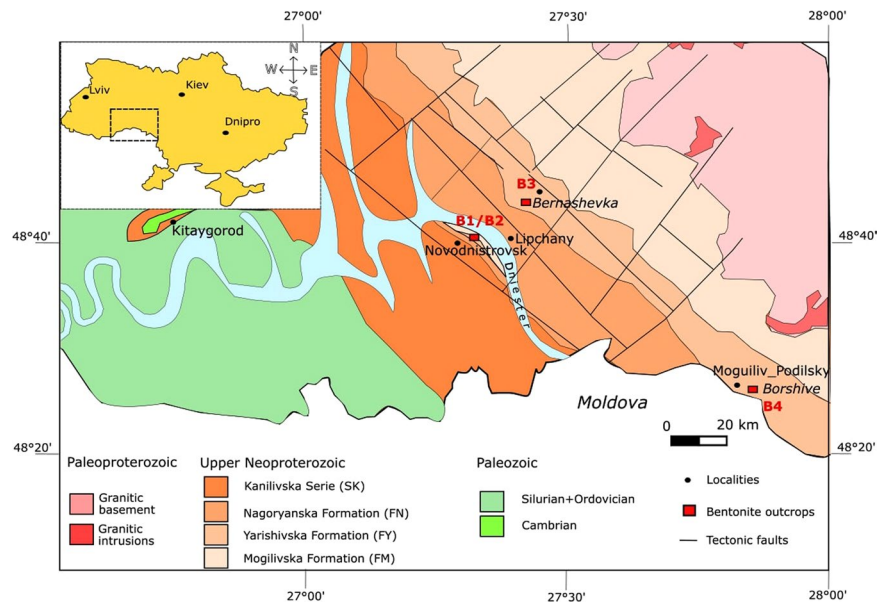 27°00'
27°30'
28°00'
N
W
E
S
Lviv
Kiev
Dnipro
B3
Bernashevka
B1/B2
48°40'
Kitaygorod
Novodnistrovsk
Lipchany
48°40'
Dniester
Moguiliv_Podilsky
Borshive
B4
Moldova
0 20 km
48°20'
48°20'
Paleoproterozoic
Granitic
basement
Granitic
intrusions
Upper Neoproterozoic
Kanilivska Serie (SK)
Nagoryanska Formation (FN)
Yarishivska Formation (FY)
Mogilivska Formation (FM)
Paleozoic
Silurian+Ordovician
Cambrian
Localities
Bentonite outcrops
Tectonic faults
27°00'
27°30'
28°00'